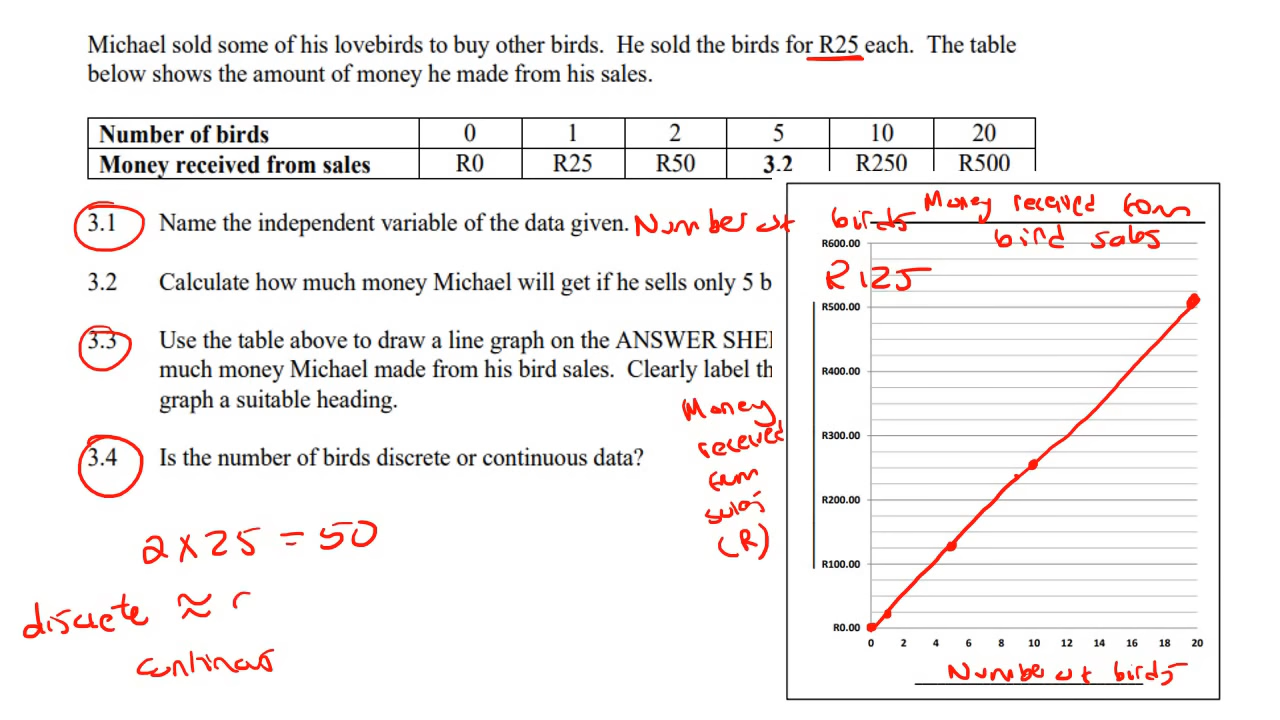 Michael sold some of his lovebirds to buy other birds. He sold the birds for R25 each. The table
below shows the amount of money he made from his sales.
Number of birds 0 1 2 5 10 20
Money received from sales R0 R25 R50 3.2 R250 R500
3.1 Name the independent variable of the data given. Number of birds
3.2 Calculate how much money Michael will get if he sells only 5 b
R125
3.3 Use the table above to draw a line graph on the ANSWER SHE
much money Michael made from his bird sales. Clearly label th
graph a suitable heading.
3.4 Is the number of birds discrete or continuous data?
2 x 25 = 50
discrete ≈
Money received from
bird sales
R600.00
R500.00
R400.00
R300.00
R200.00
R100.00
R0.00
0 2 4 6 8 10 12 14 16 18 20
Number of birds
Money
received
from
sales
(R)